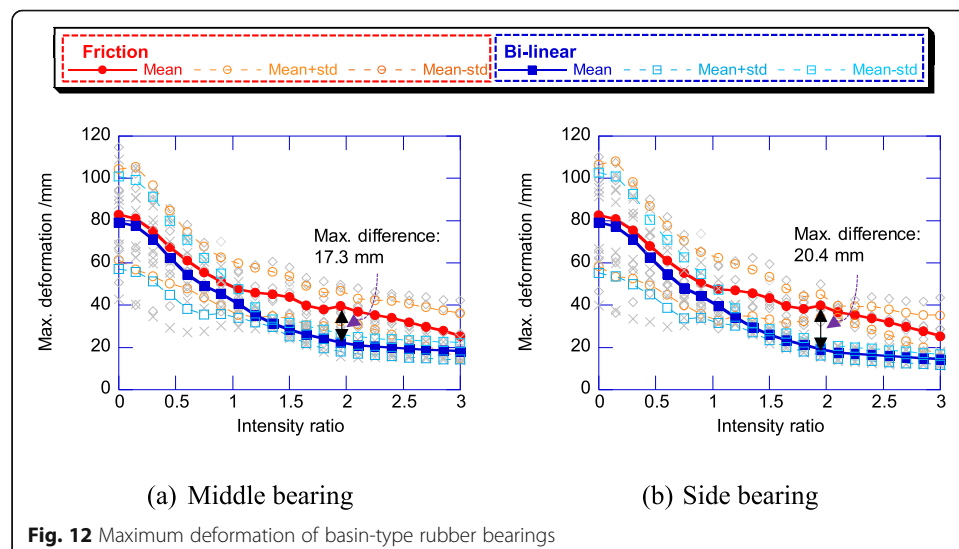 Friction Bi-linear
Mean Mean+std Mean-std Mean Mean+std Mean-std
120
100
80
60
40
20
0
Max. deformation /mm
Max. difference:
17.3 mm
0 0.5 1 1.5 2 2.5 3
Intensity ratio
(a) Middle bearing
120
100
80
60
40
20
0
Max. deformation /mm
Max. difference:
20.4 mm
0 0.5 1 1.5 2 2.5 3
Intensity ratio
(b) Side bearing
Fig. 12 Maximum deformation of basin-type rubber bearings